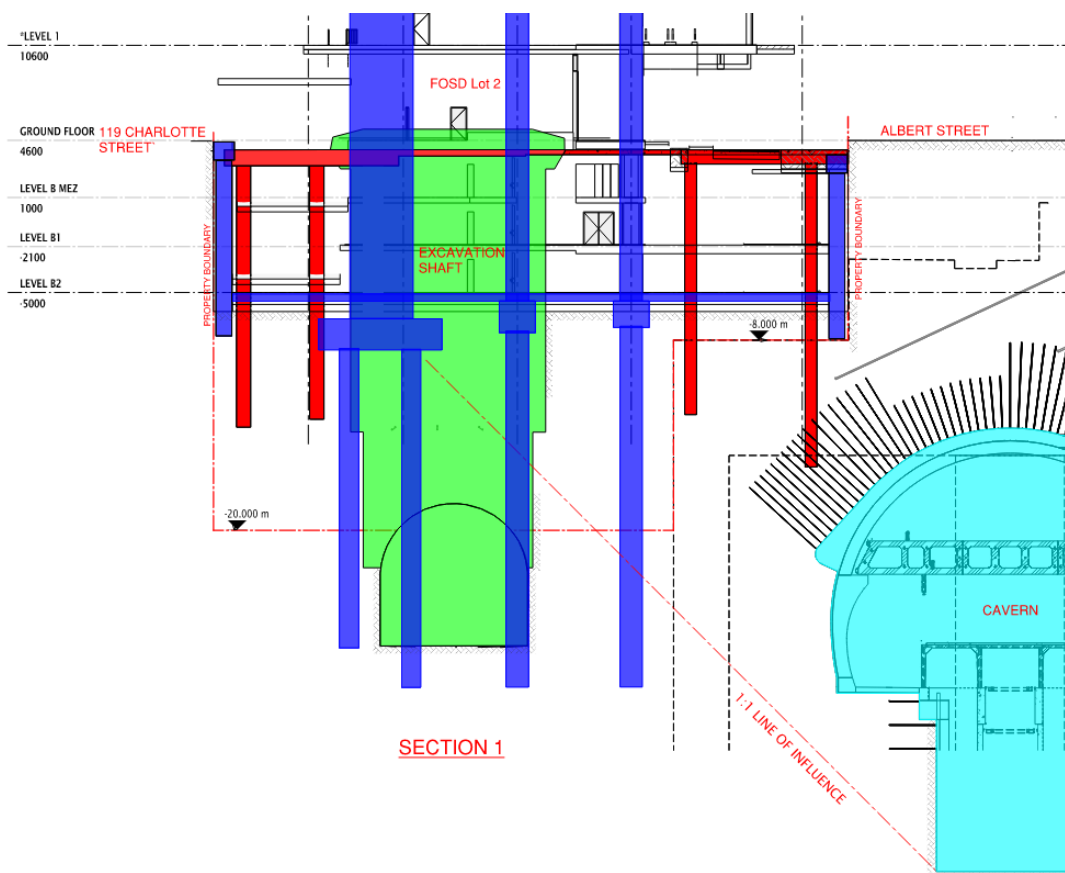 *LEVEL 1
10600
FOSD Lot 2
GROUND FLOOR
4600
119 CHARLOTTE
STREET
ALBERT STREET
LEVEL B MEZ
1000
LEVEL B1
-2100
EXCAVATION
SHAFT
LEVEL B2
-5000
PROPERTY BOUNDARY
PROPERTY BOUNDARY
-8.000 m
-20.000 m
CAVERN
1:1 LINE OF INFLUENCE
SECTION 1